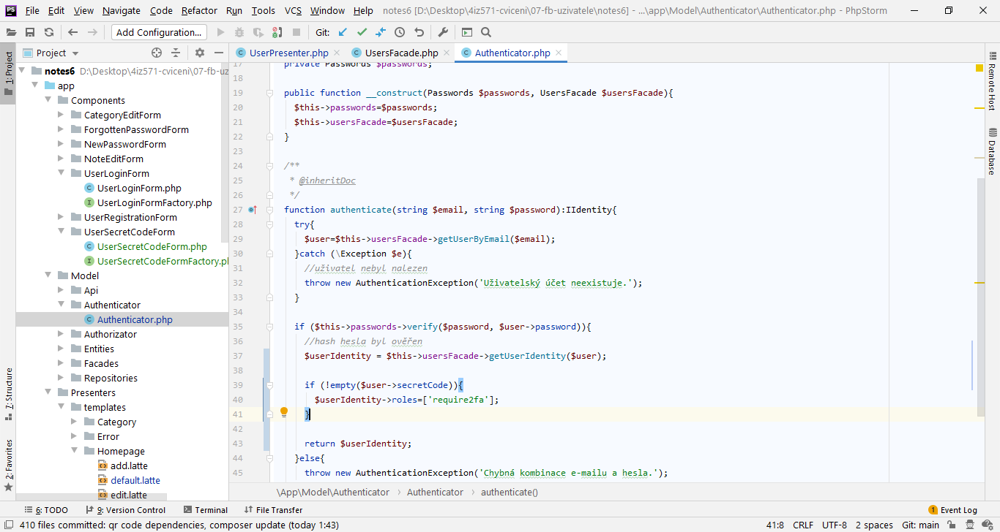 PS File Edit View Navigate Code Refactor Run Tools VCS Window Help notes6 [D:\Desktop\4iz571-cviceni\07-fb-uzivatele\notes6] - ...\app\Model\Authenticator\Authenticator.php - PhpStorm
Add Configuration... Git:
Project
UserPresenter.php UsersFacade.php Authenticator.php
1: Project
7: Structure
2: Favorites
notes6 D:\Desktop\4iz571-cviceni\07-fb-uz
app
Components
CategoryEditForm
ForgottenPasswordForm
NewPasswordForm
NoteEditForm
UserLoginForm
UserLoginForm.php
UserLoginFormFactory.php
UserRegistrationForm
UserSecretCodeForm
UserSecretCodeForm.php
UserSecretCodeFormFactory.pl
Model
Api
Authenticator
Authenticator.php
Authorizator
Entities
Facades
Repositories
Presenters
templates
Category
Error
Homepage
add.latte
default.latte
edit.latte
17 private Passwords $passwords;
18
19 public function __construct(Passwords $passwords, UsersFacade $usersFacade){
20 $this->passwords=$passwords;
21 $this->usersFacade=$usersFacade;
22 }
23
24 /**
25 * @inheritDoc
26 */
27 function authenticate(string $email, string $password):IIdentity{
28 try{
29 $user=$this->usersFacade->getUserByEmail($email);
30 }catch (\Exception $e){
31 //uživatel nebyl nalezen
32 throw new AuthenticationException('Uživatelský účet neexistuje.');
33 }
34
35 if ($this->passwords->verify($password, $user->password)){
36 //hash hesla byl ověřen
37 $userIdentity = $this->usersFacade->getUserIdentity($user);
38
39 if (!empty($user->secretCode)){
40 $userIdentity->roles=['require2fa'];
41 }
42
43 return $userIdentity;
44 }else{
45 throw new AuthenticationException('Chybná kombinace e-mailu a hesla.');
Remote Host
Database
\App\Model\Authenticator › Authenticator › authenticate()
6: TODO 9: Version Control Terminal File Transfer 1 Event Log
410 files committed: qr code dependencies, composer update (today 1:43) 41:8 CRLF UTF-8 2 spaces Git: main